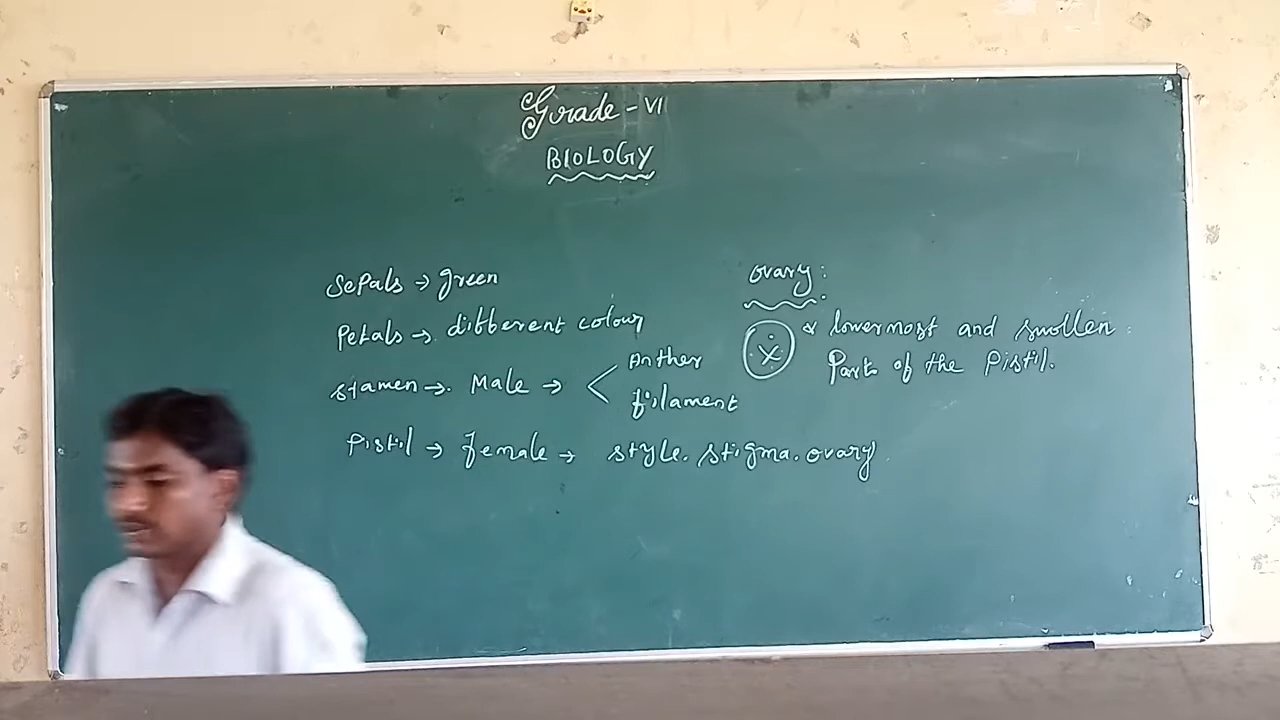 Grade - VI
BIOLOGY
Sepals → green
Petals → different colour
Stamen → Male → Anther
filament
Pistil → female → style. stigma. ovary.
ovary:
* lowermost and swollen
Part of the Pistil.